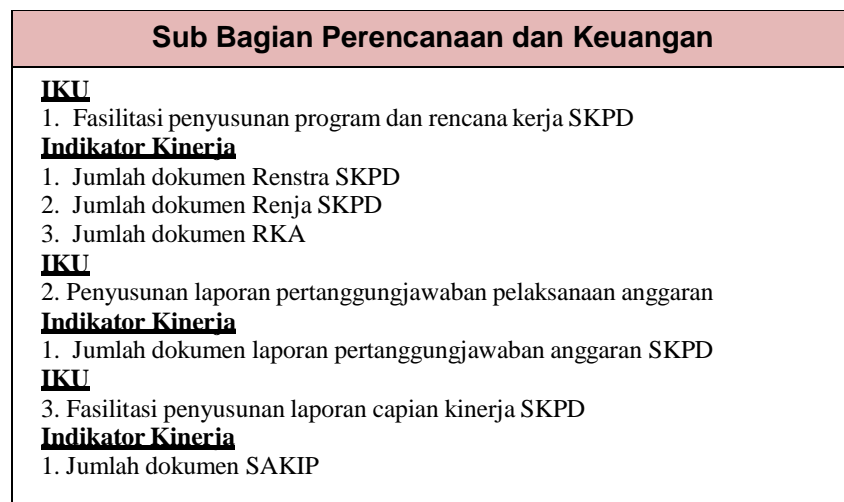 Sub Bagian Perencanaan dan Keuangan
IKU
1. Fasilitasi penyusunan program dan rencana kerja SKPD
Indikator Kinerja
1. Jumlah dokumen Renstra SKPD
2. Jumlah dokumen Renja SKPD
3. Jumlah dokumen RKA
IKU
2. Penyusunan laporan pertanggungjawaban pelaksanaan anggaran
Indikator Kinerja
1. Jumlah dokumen laporan pertanggungjawaban anggaran SKPD
IKU
3. Fasilitasi penyusunan laporan capian kinerja SKPD
Indikator Kinerja
1. Jumlah dokumen SAKIP